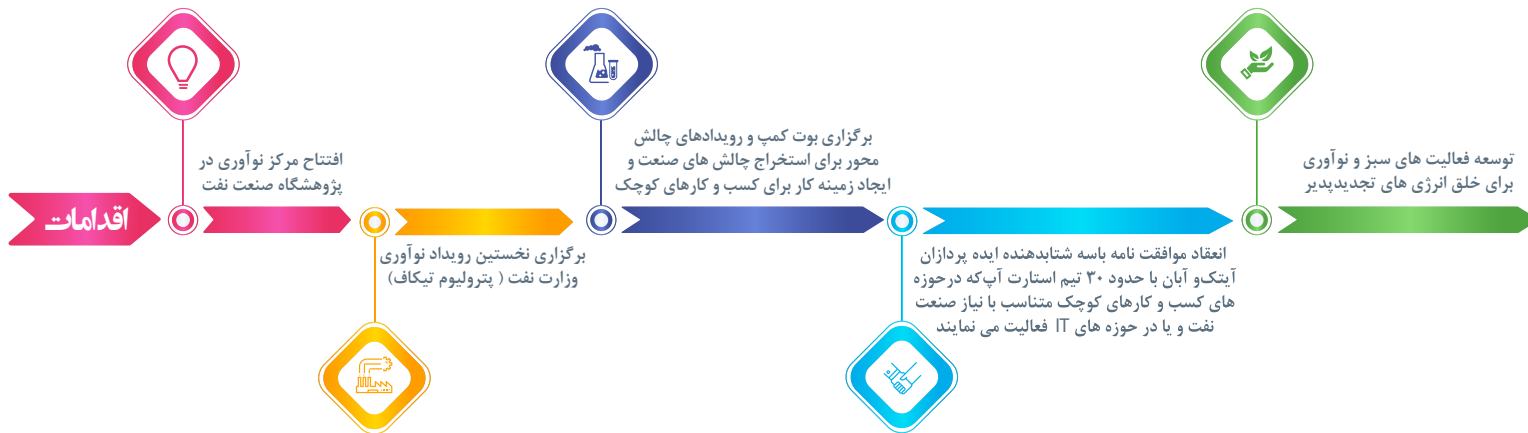 اقدامات
افتتاح مرکز نوآوری در
پژوهشگاه صنعت نفت
برگزاری نخستین رویداد نوآوری
وزارت نفت ( پترولیوم تیکاف)
برگزاری بوت کمپ و رویدادهای چالش
محور برای استخراج چالش های صنعت و
ایجاد زمینه کار برای کسب و کارهای کوچک
انعقاد موافقت نامه باسه شتابدهنده ایده پردازان
آیتک‌و آبان با حدود ۳۰ تیم استارت آپ‌که درحوزه
های کسب و کارهای کوچک متناسب با نیاز صنعت
نفت و یا در حوزه های IT فعالیت می نمایند
توسعه فعالیت های سبز و نوآوری
برای خلق انرژی های تجدیدپدیر